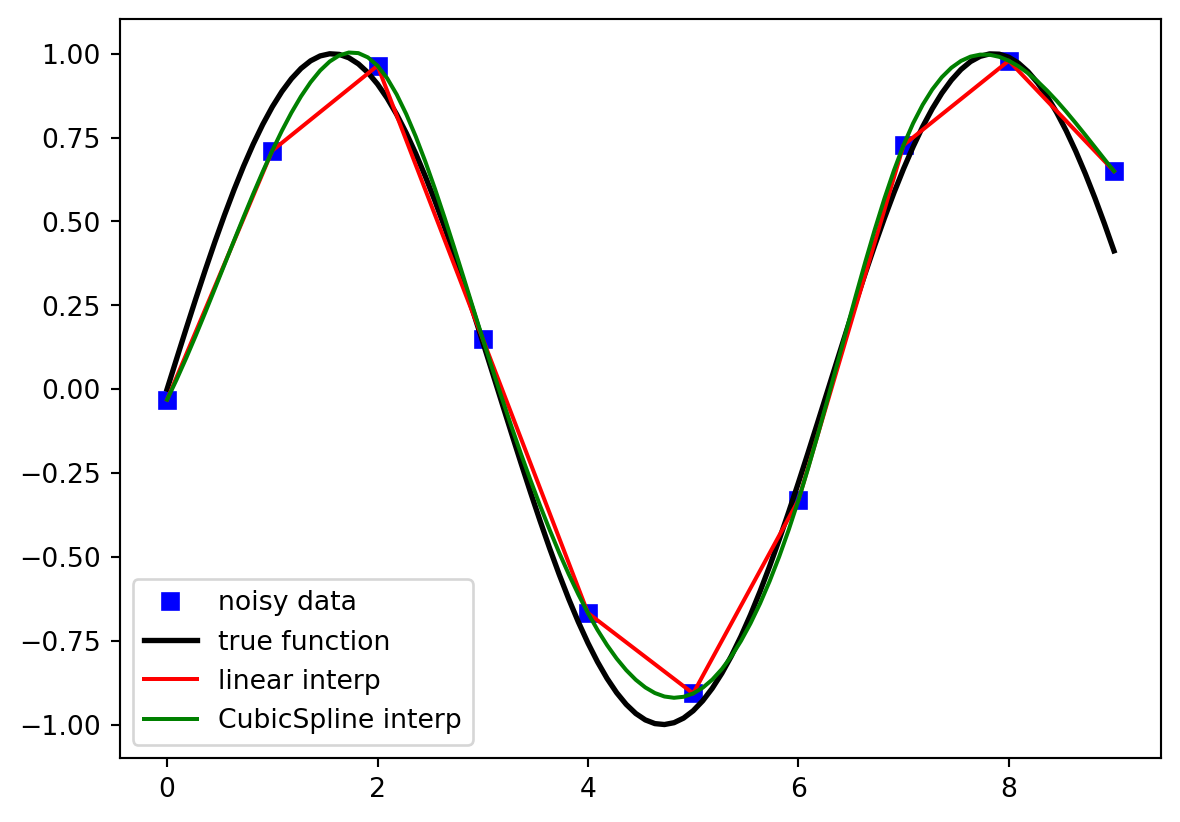 1.00
0.75
0.50
0.25
0.00
−0.25
−0.50
−0.75
−1.00
noisy data
true function
linear interp
CubicSpline interp
0 2 4 6 8